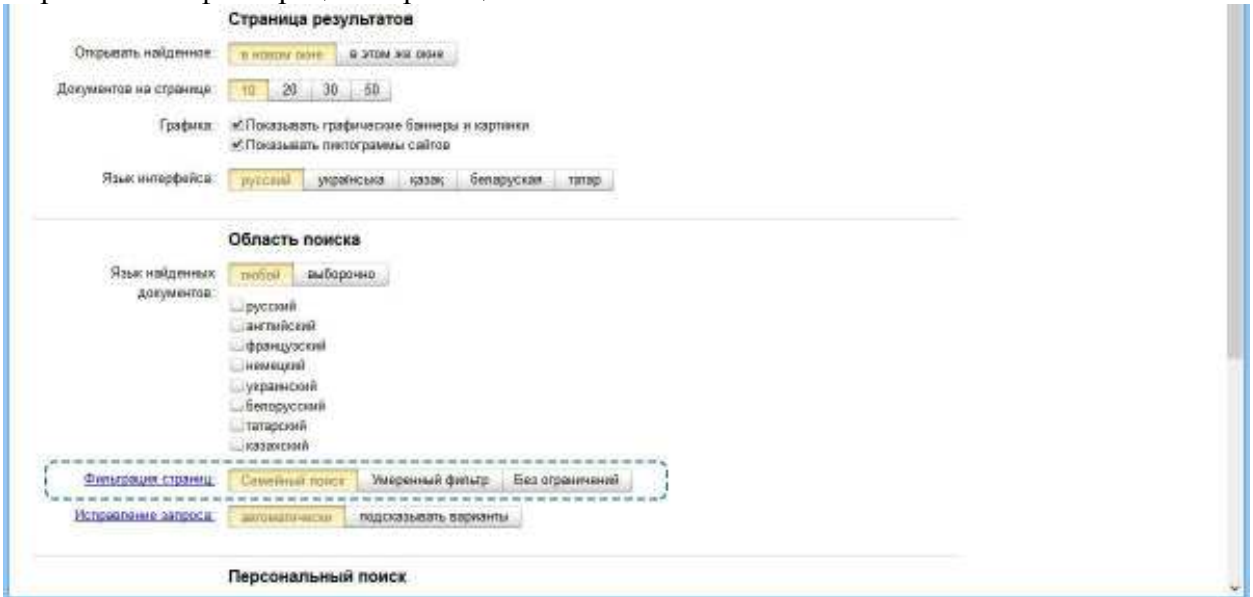 Страница результатов
Открывать найденное: в новом окне в этом же окне
Документов на странице: 10 20 30 50
Графика: Показывать графические баннеры и картинки
Показывать пиктограммы сайтов
Язык интерфейса: русский українська қазақ беларуская татар
Область поиска
Язык найденных документов: любой выборочно
русский
английский
французский
немецкий
украинский
белорусский
татарский
казахский
Фильтрация страниц: Семейный поиск Умеренный фильтр Без ограничений
Исправление запроса: автоматически подсказывать варианты
Персональный поиск